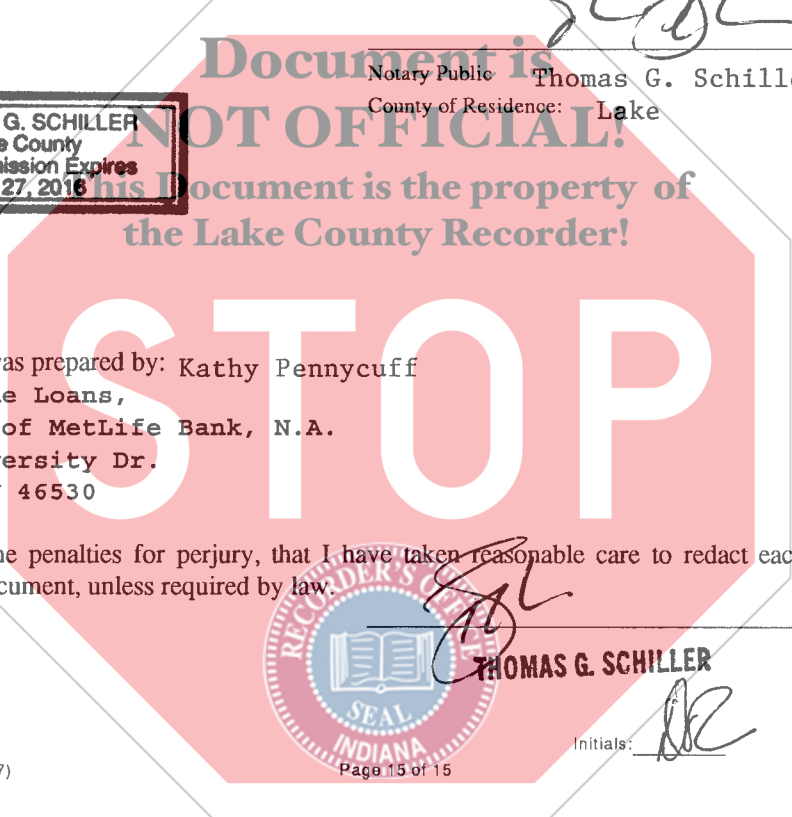 Document is
Notary Public Thomas G. Schille
County of Residence: Lake
NOT OFFICIAL!
G. SCHILLER
e County
ission Expires
27, 2016
This Document is the property of
the Lake County Recorder!
STOP
as prepared by: Kathy Pennycuff
e Loans,
of MetLife Bank, N.A.
ersity Dr.
46530
he penalties for perjury, that I have taken reasonable care to redact eac
cument, unless required by law.
RECORDER'S OFFICE
SEAL
INDIANA
THOMAS G. SCHILLER
Initials:
7)
Page 15 of 15